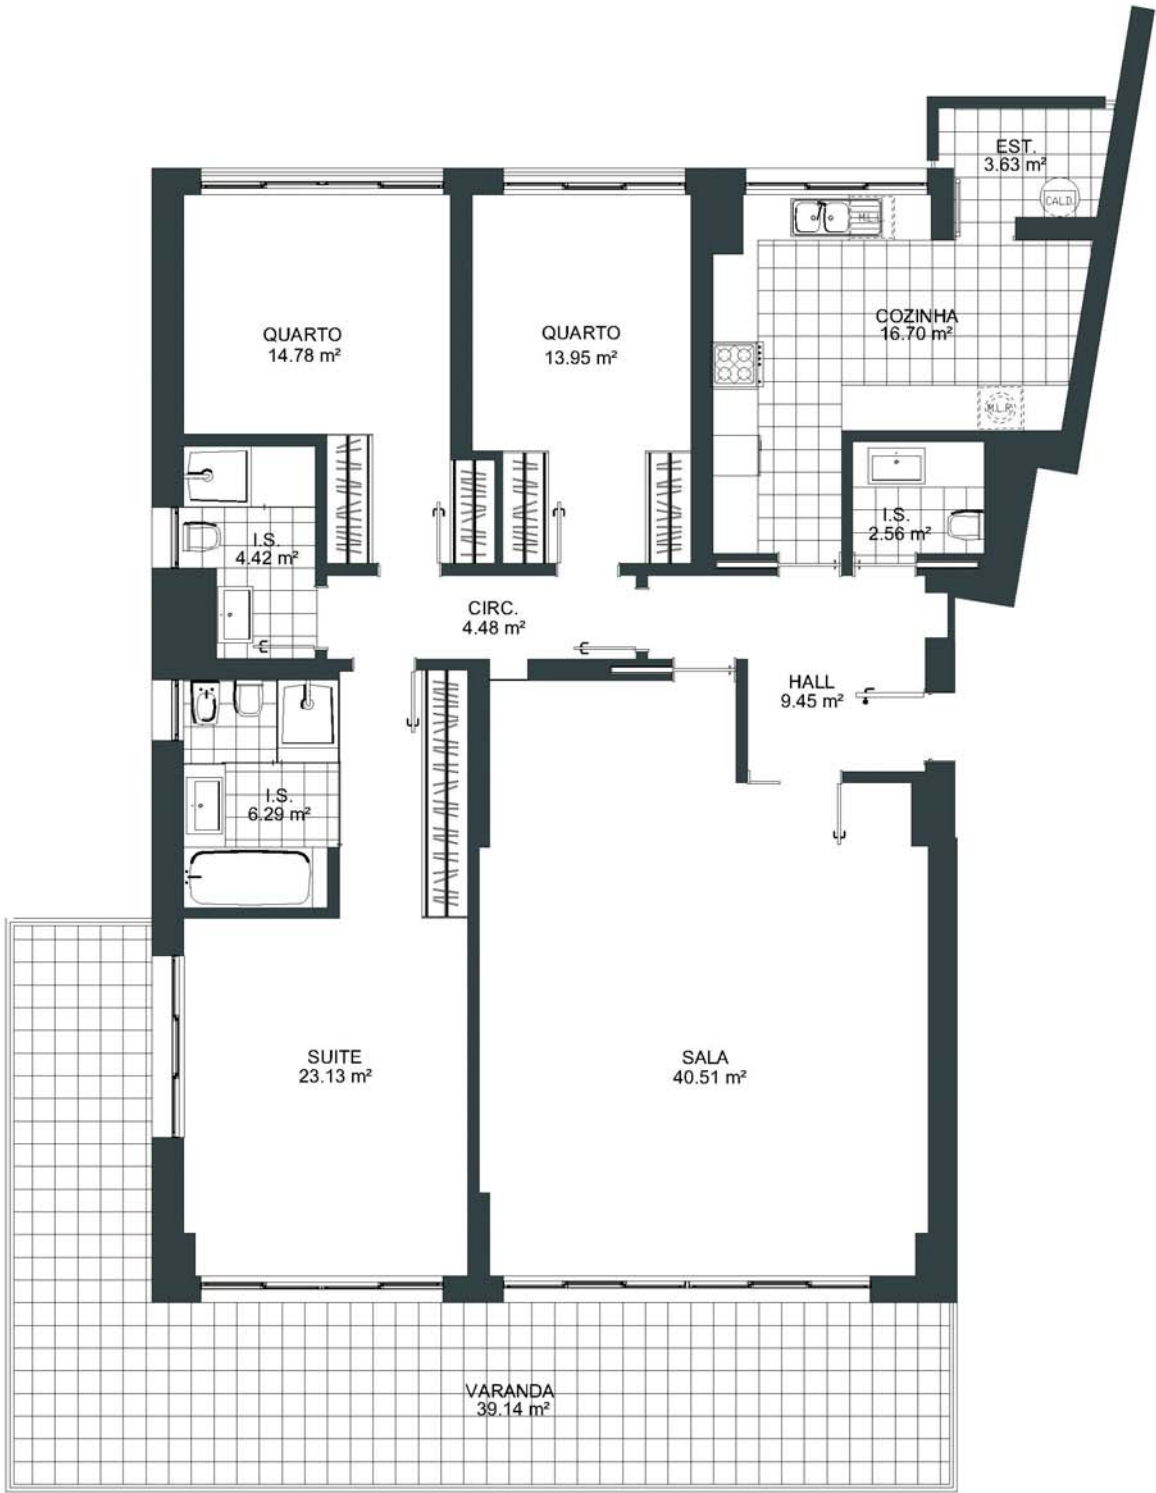 EST.
3.63 m²
CALD.
M.L.
QUARTO
14.78 m²
QUARTO
13.95 m²
COZINHA
16.70 m²
M.L.R.
I.S.
4.42 m²
I.S.
2.56 m²
CIRC.
4.48 m²
HALL
9.45 m²
I.S.
6.29 m²
SUITE
23.13 m²
SALA
40.51 m²
VARANDA
39.14 m²